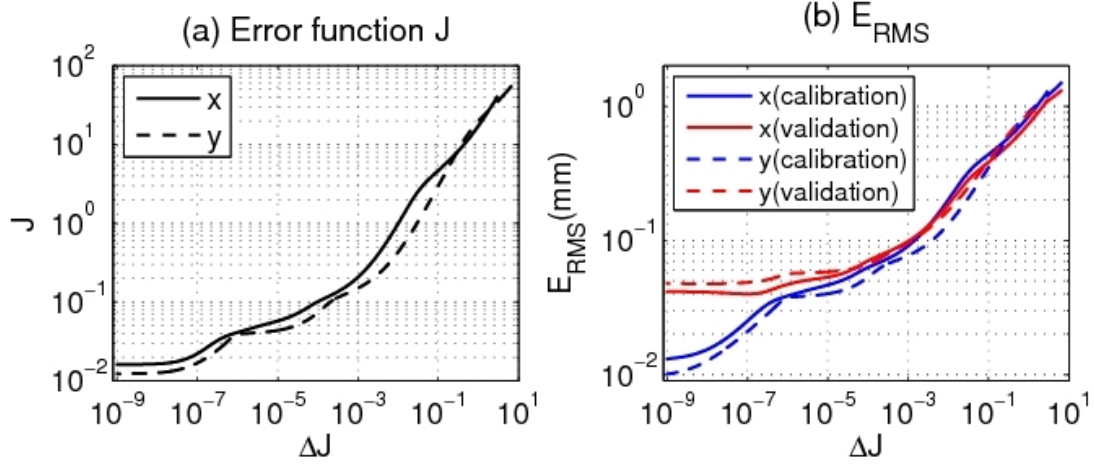 (a) Error function J
10^2
10^1
10^0
10^-1
10^-2
J
x
y
10^-9
10^-7
10^-5
10^-3
10^-1
10^1
ΔJ
(b) E_RMS
10^0
10^-1
10^-2
E_RMS(mm)
x(calibration)
x(validation)
y(calibration)
y(validation)
10^-9
10^-7
10^-5
10^-3
10^-1
10^1
ΔJ